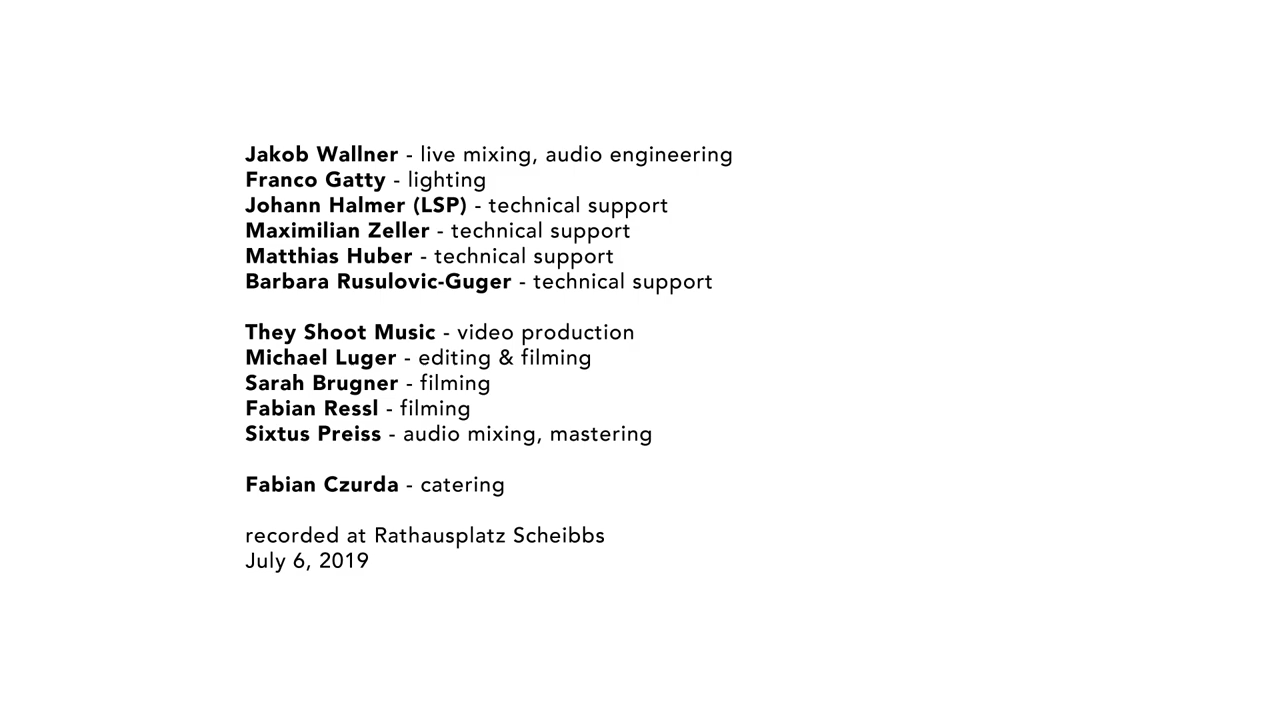 Jakob Wallner - live mixing, audio engineering
Franco Gatty - lighting
Johann Halmer (LSP) - technical support
Maximilian Zeller - technical support
Matthias Huber - technical support
Barbara Rusulovic-Guger - technical support
They Shoot Music - video production
Michael Luger - editing & filming
Sarah Brugner - filming
Fabian Ressl - filming
Sixtus Preiss - audio mixing, mastering
Fabian Czurda - catering
recorded at Rathausplatz Scheibbs
July 6, 2019